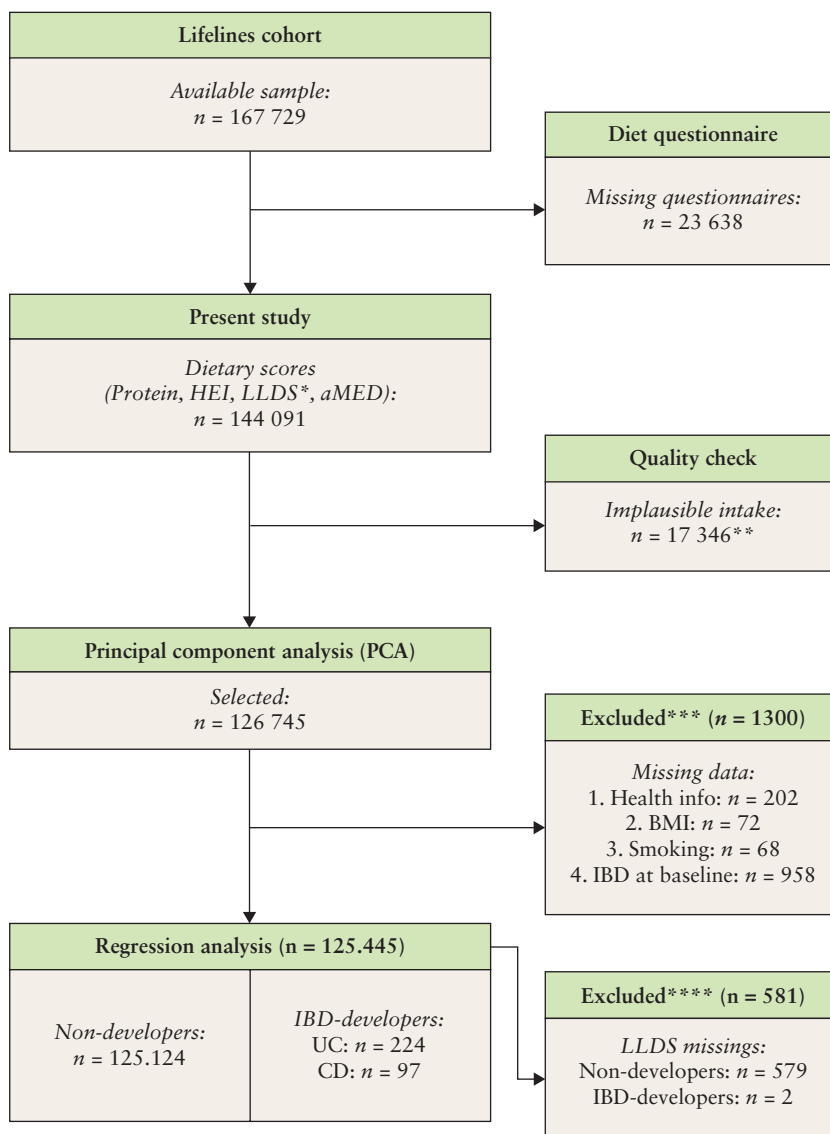 Lifelines cohort
Available sample:
n = 167 729
Diet questionnaire
Missing questionnaires:
n = 23 638
Present study
Dietary scores
(Protein, HEI, LLDS*, aMED):
n = 144 091
Quality check
Implausible intake:
n = 17 346**
Principal component analysis (PCA)
Selected:
n = 126 745
Excluded*** (n = 1300)
Missing data:
1. Health info: n = 202
2. BMI: n = 72
3. Smoking: n = 68
4. IBD at baseline: n = 958
Regression analysis (n = 125.445)
Non-developers:
n = 125.124
IBD-developers:
UC: n = 224
CD: n = 97
Excluded**** (n = 581)
LLDS missings:
Non-developers: n = 579
IBD-developers: n = 2